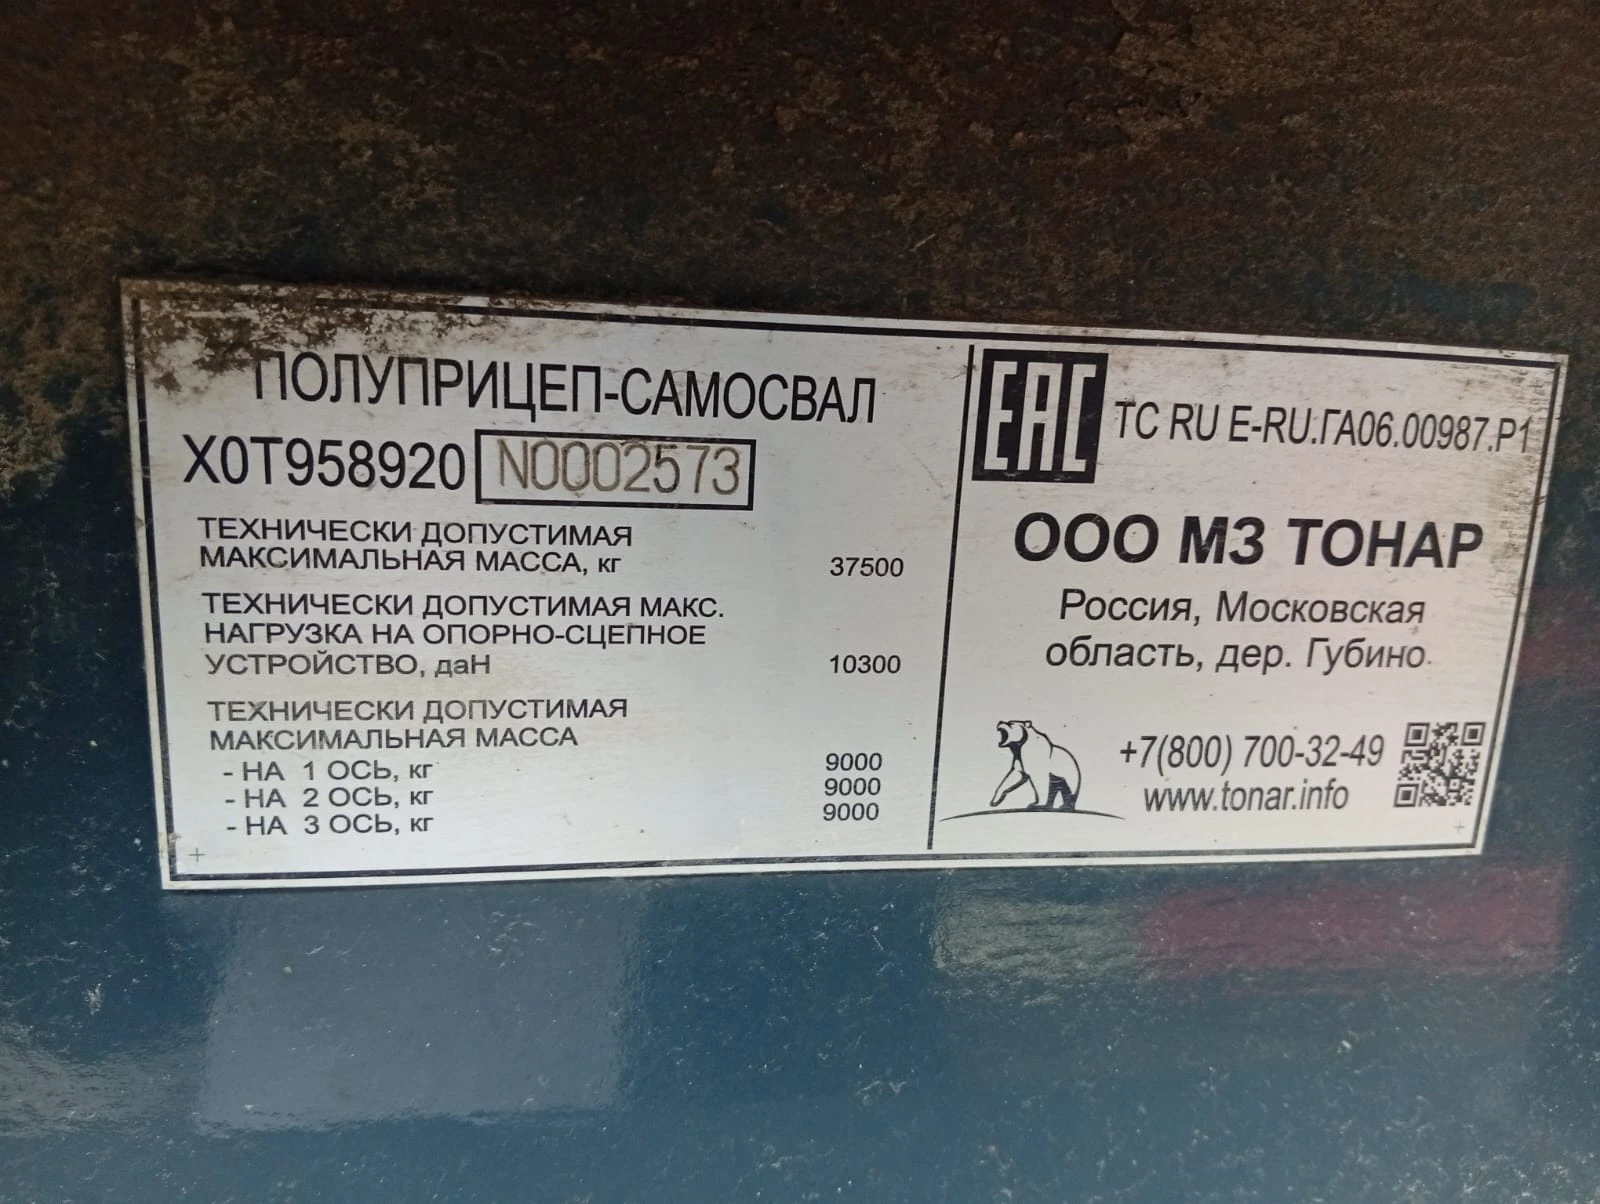 ПОЛУПРИЦЕП-САМОСВАЛ
X0T958920 N0002573
ТЕХНИЧЕСКИ ДОПУСТИМАЯ
МАКСИМАЛЬНАЯ МАССА, кг 37500
ТЕХНИЧЕСКИ ДОПУСТИМАЯ МАКС.
НАГРУЗКА НА ОПОРНО-СЦЕПНОЕ
УСТРОЙСТВО, даН 10300
ТЕХНИЧЕСКИ ДОПУСТИМАЯ
МАКСИМАЛЬНАЯ МАССА
- НА 1 ОСЬ, кг 9000
- НА 2 ОСЬ, кг 9000
- НА 3 ОСЬ, кг 9000
EAC ТС RU E-RU.ГА06.00987.Р1
ООО МЗ ТОНАР
Россия, Московская
область, дер. Губино.
+7(800) 700-32-49
www.tonar.info